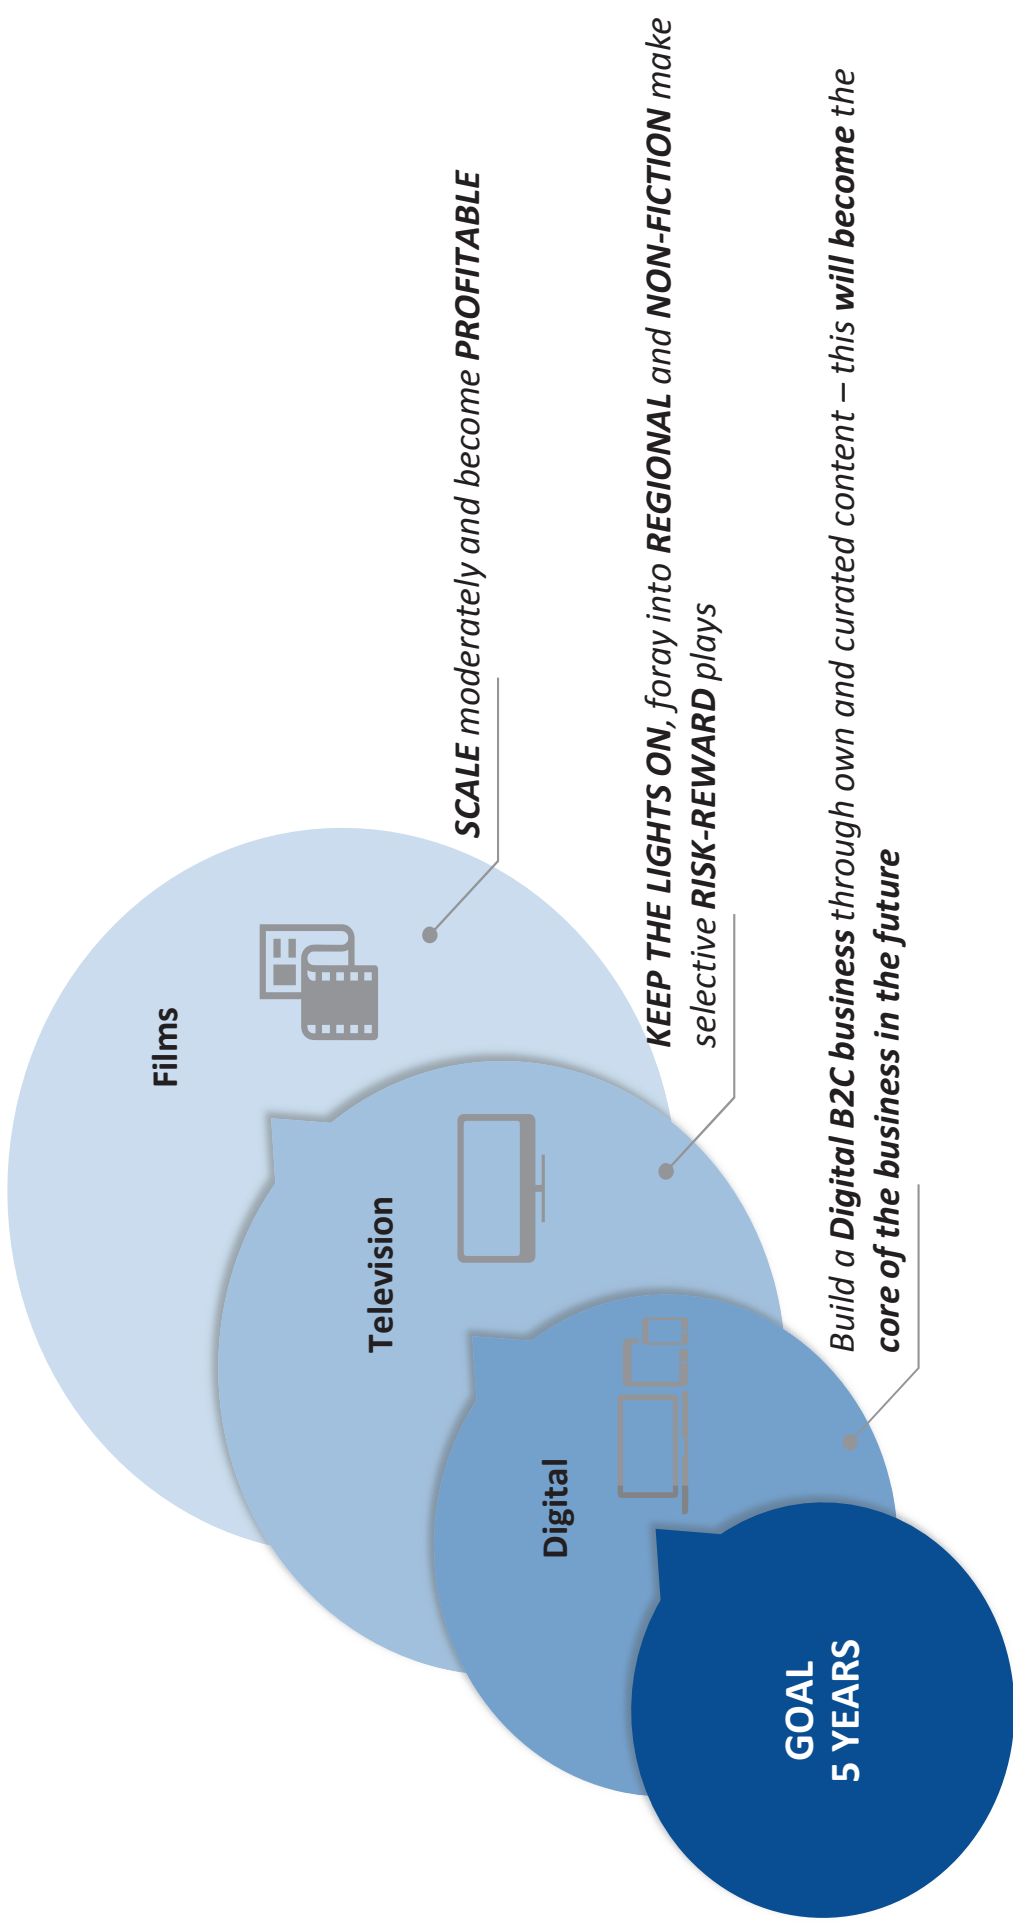 Films
SCALE moderately and become PROFITABLE
Television
KEEP THE LIGHTS ON, foray into REGIONAL and NON-FICTION make
selective RISK-REWARD plays
Digital
Build a Digital B2C business through own and curated content – this will become the
core of the business in the future
GOAL
5 YEARS